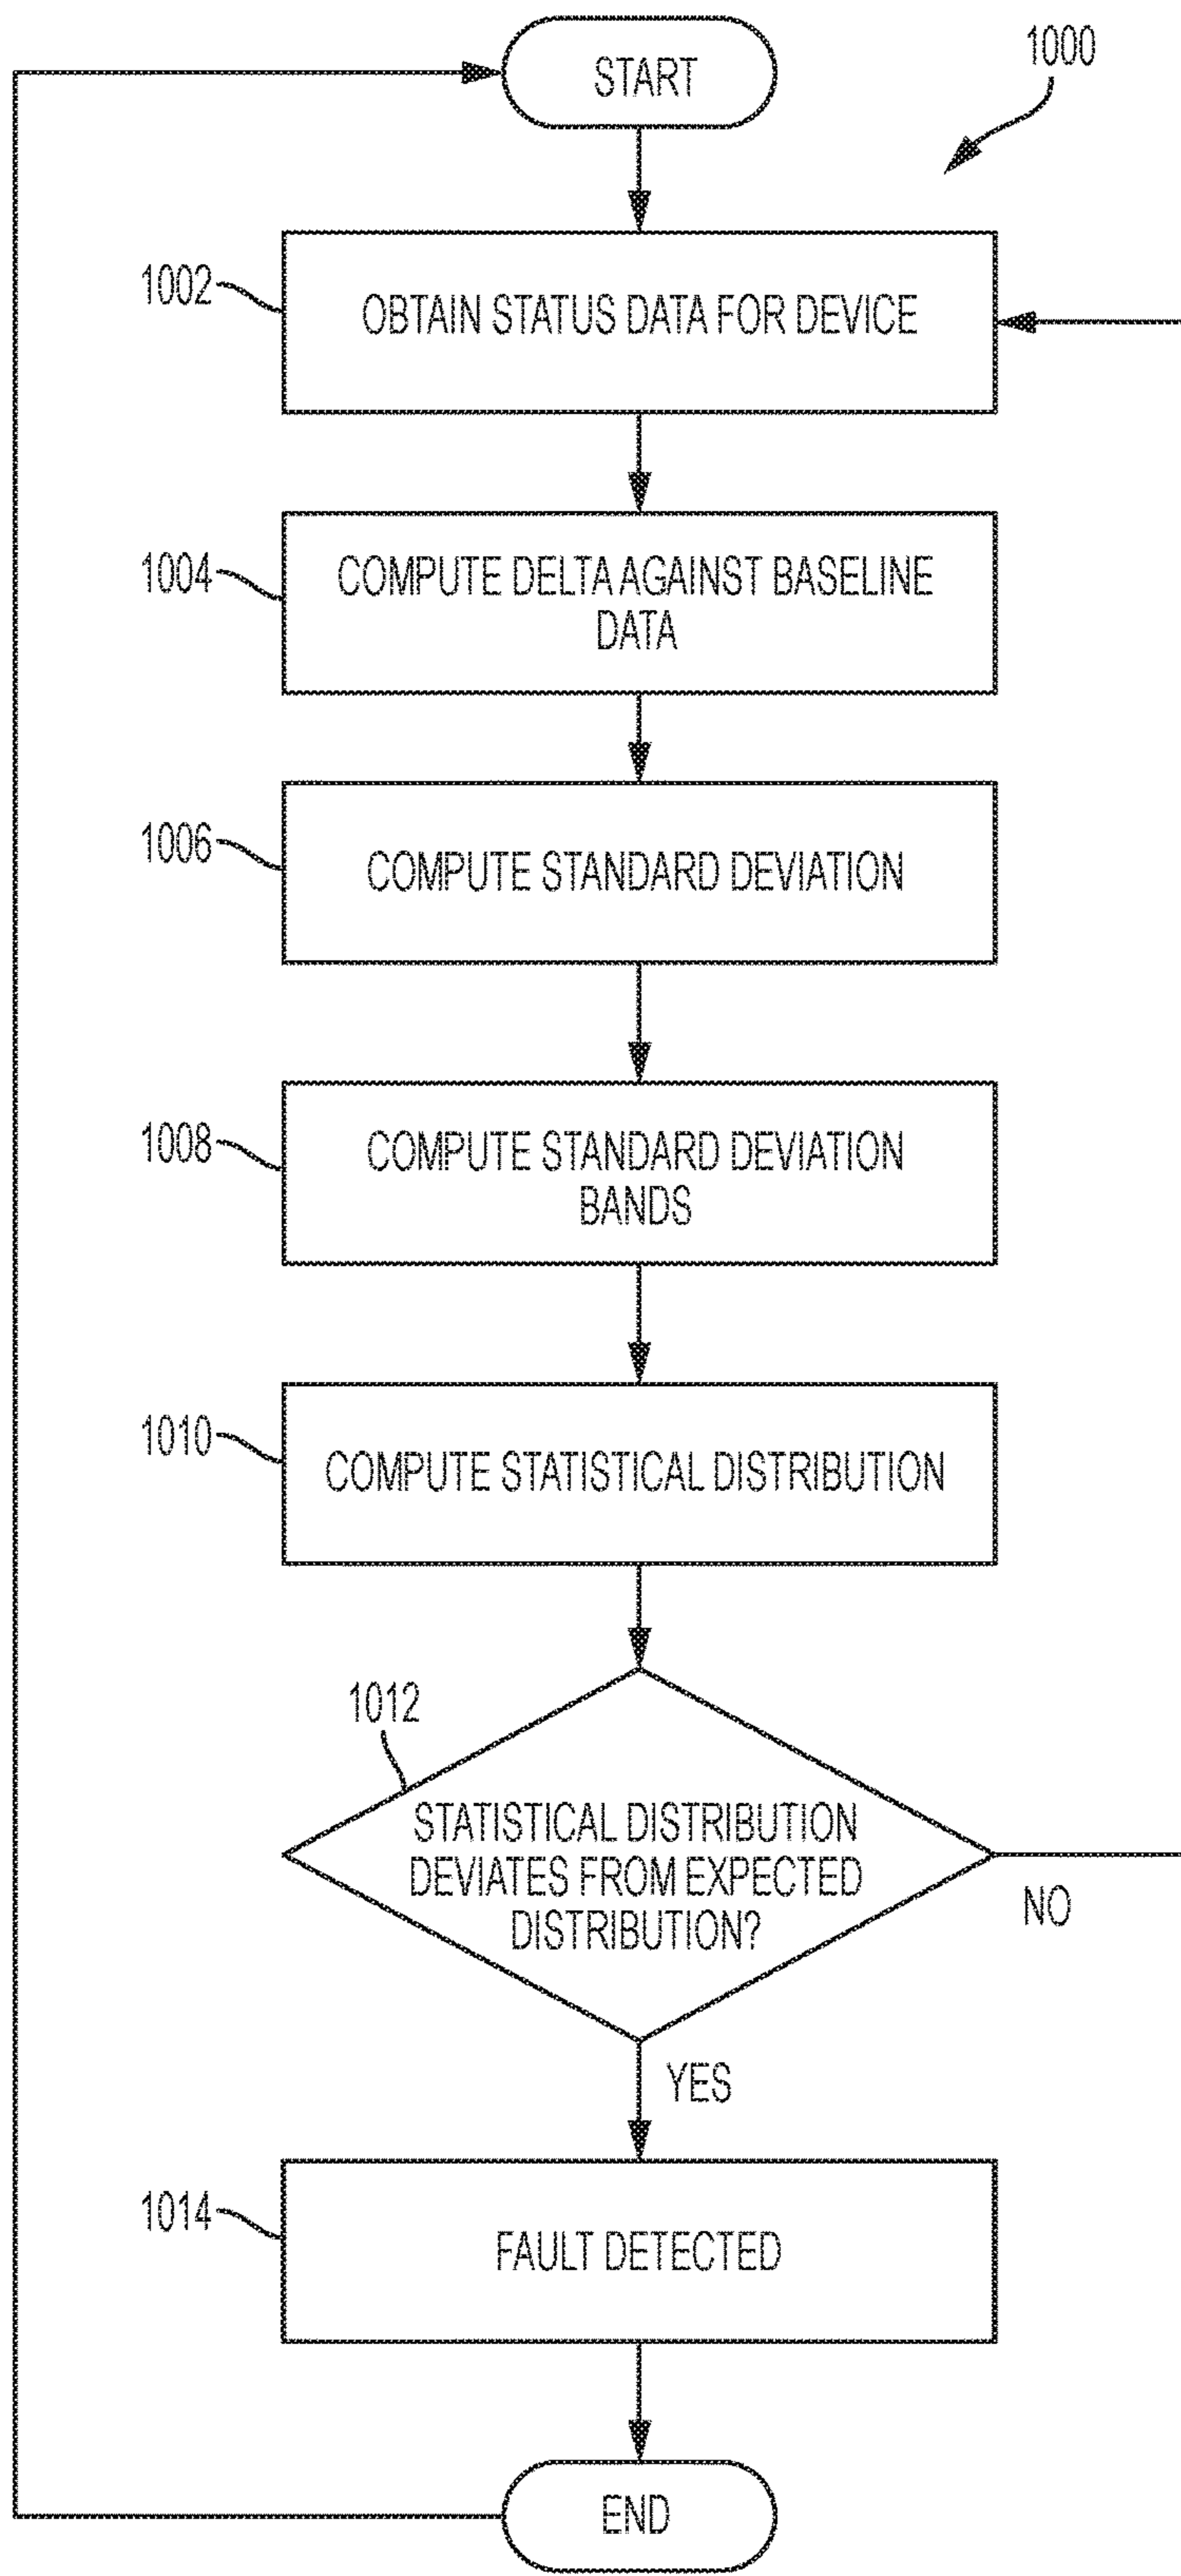 START
1000
1002
OBTAIN STATUS DATA FOR DEVICE
1004
COMPUTE DELTA AGAINST BASELINE
DATA
1006
COMPUTE STANDARD DEVIATION
1008
COMPUTE STANDARD DEVIATION
BANDS
1010
COMPUTE STATISTICAL DISTRIBUTION
1012
STATISTICAL DISTRIBUTION
DEVIATES FROM EXPECTED
DISTRIBUTION?
NO
YES
1014
FAULT DETECTED
END